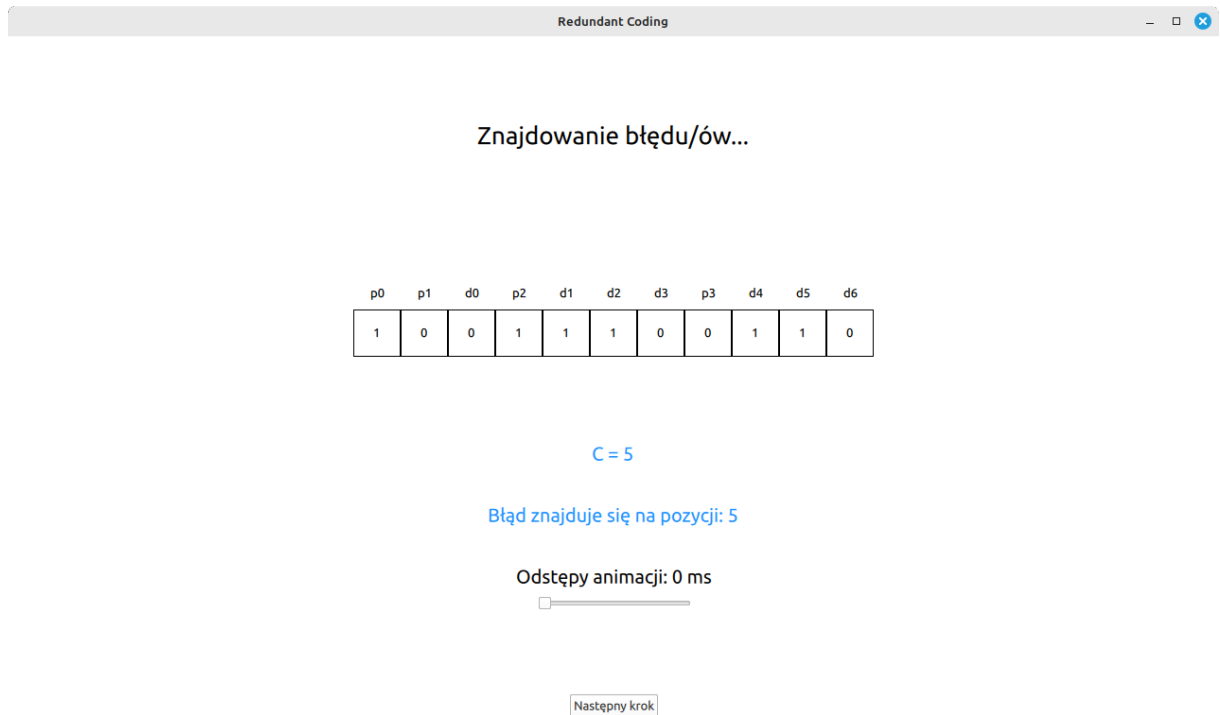 Redundant Coding
Znajdowanie błędu/ów...
p0 p1 d0 p2 d1 d2 d3 p3 d4 d5 d6
1 0 0 1 1 1 0 0 1 1 0
C = 5
Błąd znajduje się na pozycji: 5
Odstępy animacji: 0 ms
Następny krok